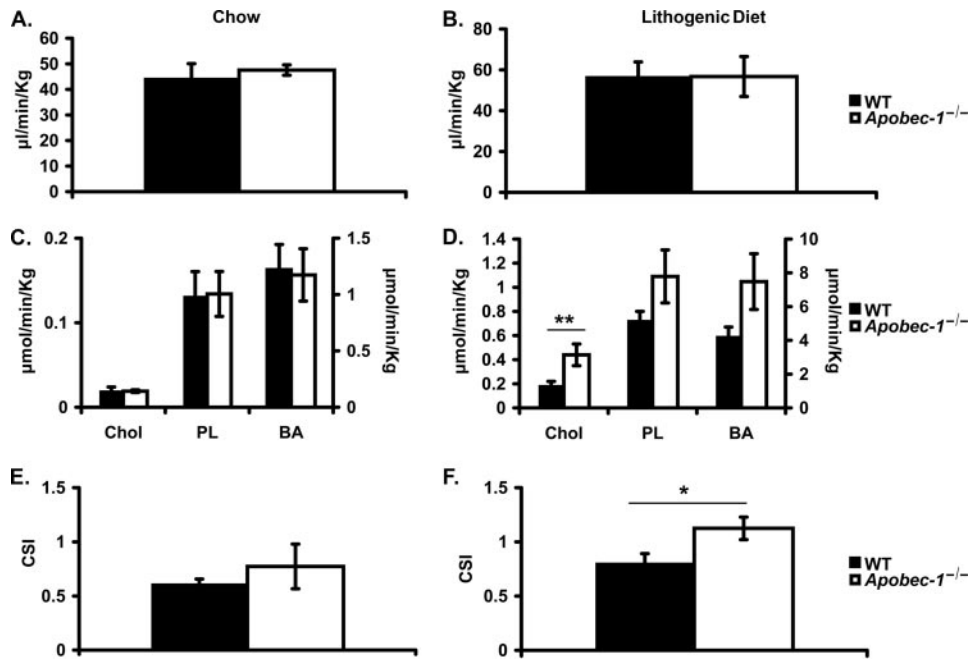 A. Chow
60
50
40
30
20
10
0
µl/min/Kg
B. Lithogenic Diet
80
60
40
20
0
µl/min/Kg
WT
Apobec-1−/−
C.
0.2
0.1
0
µmol/min/Kg
1.5
1
0.5
0
µmol/min/Kg
Chol PL BA
D.
1.4
1.2
1
0.8
0.6
0.4
0.2
0
µmol/min/Kg
**
10
8
6
4
2
0
µmol/min/Kg
Chol PL BA
WT
Apobec-1−/−
E.
1.5
1
0.5
0
CSI
F.
1.5
1
0.5
0
CSI
*
WT
Apobec-1−/−